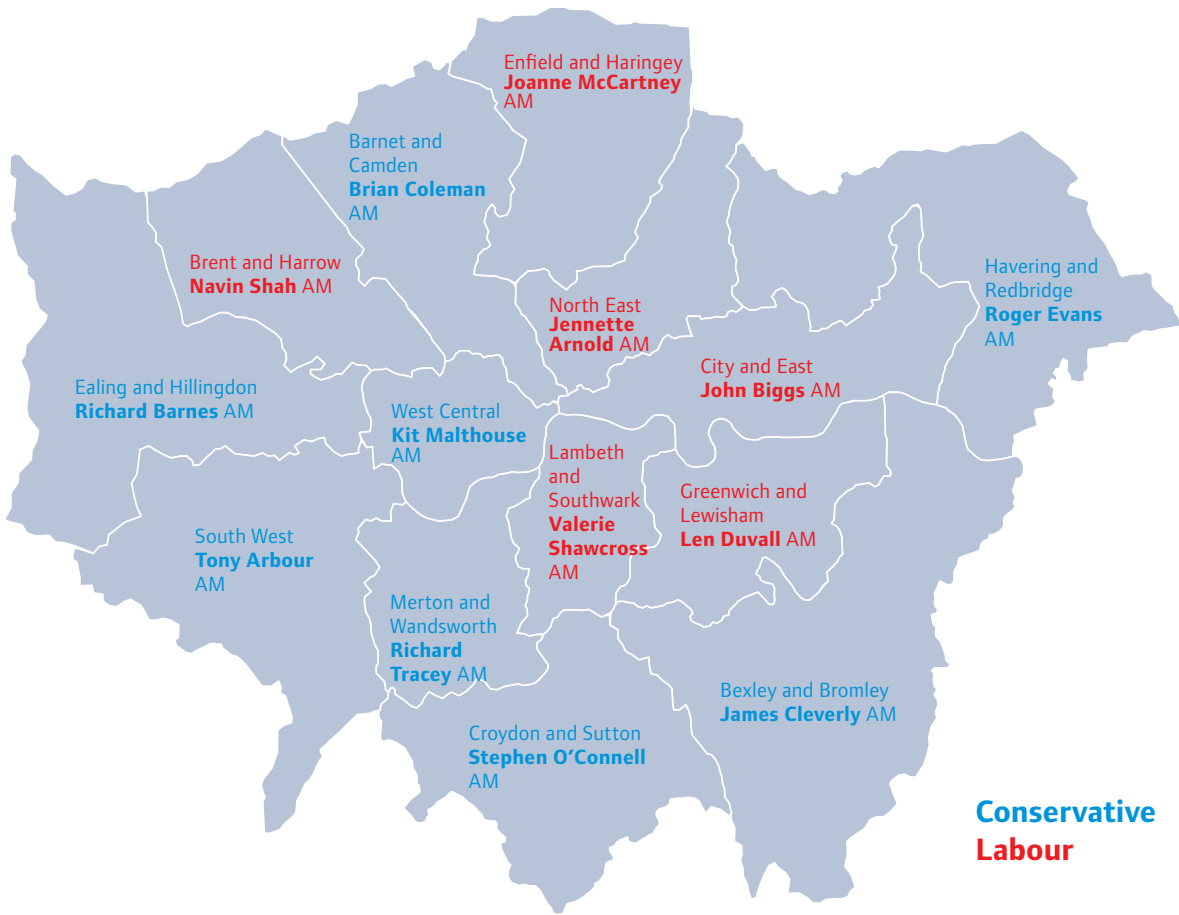 Enfield and Haringey
Joanne McCartney
AM
Barnet and
Camden
Brian Coleman
AM
Brent and Harrow
Navin Shah AM
Havering and
Redbridge
Roger Evans
AM
North East
Jennette
Arnold AM
City and East
John Biggs AM
Ealing and Hillingdon
Richard Barnes AM
West Central
Kit Malthouse
AM
Lambeth
and
Southwark
Valerie
Shawcross
AM
Greenwich and
Lewisham
Len Duvall AM
South West
Tony Arbour
AM
Merton and
Wandsworth
Richard
Tracey AM
Bexley and Bromley
James Cleverly AM
Croydon and Sutton
Stephen O’Connell
AM
Conservative
Labour